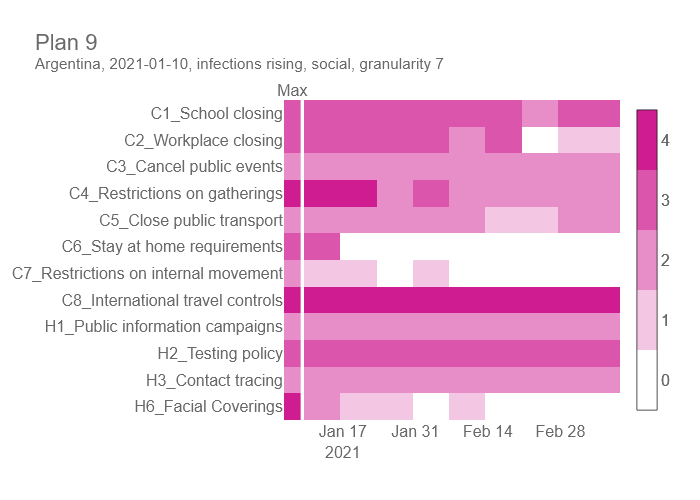 Plan 9
Argentina, 2021-01-10, infections rising, social, granularity 7
Max
C1_School closing
C2_Workplace closing
C3_Cancel public events
C4_Restrictions on gatherings
C5_Close public transport
C6_Stay at home requirements
C7_Restrictions on internal movement
C8_International travel controls
H1_Public information campaigns
H2_Testing policy
H3_Contact tracing
H6_Facial Coverings
Jan 17 Jan 31 Feb 14 Feb 28
2021
4
3
2
1
0